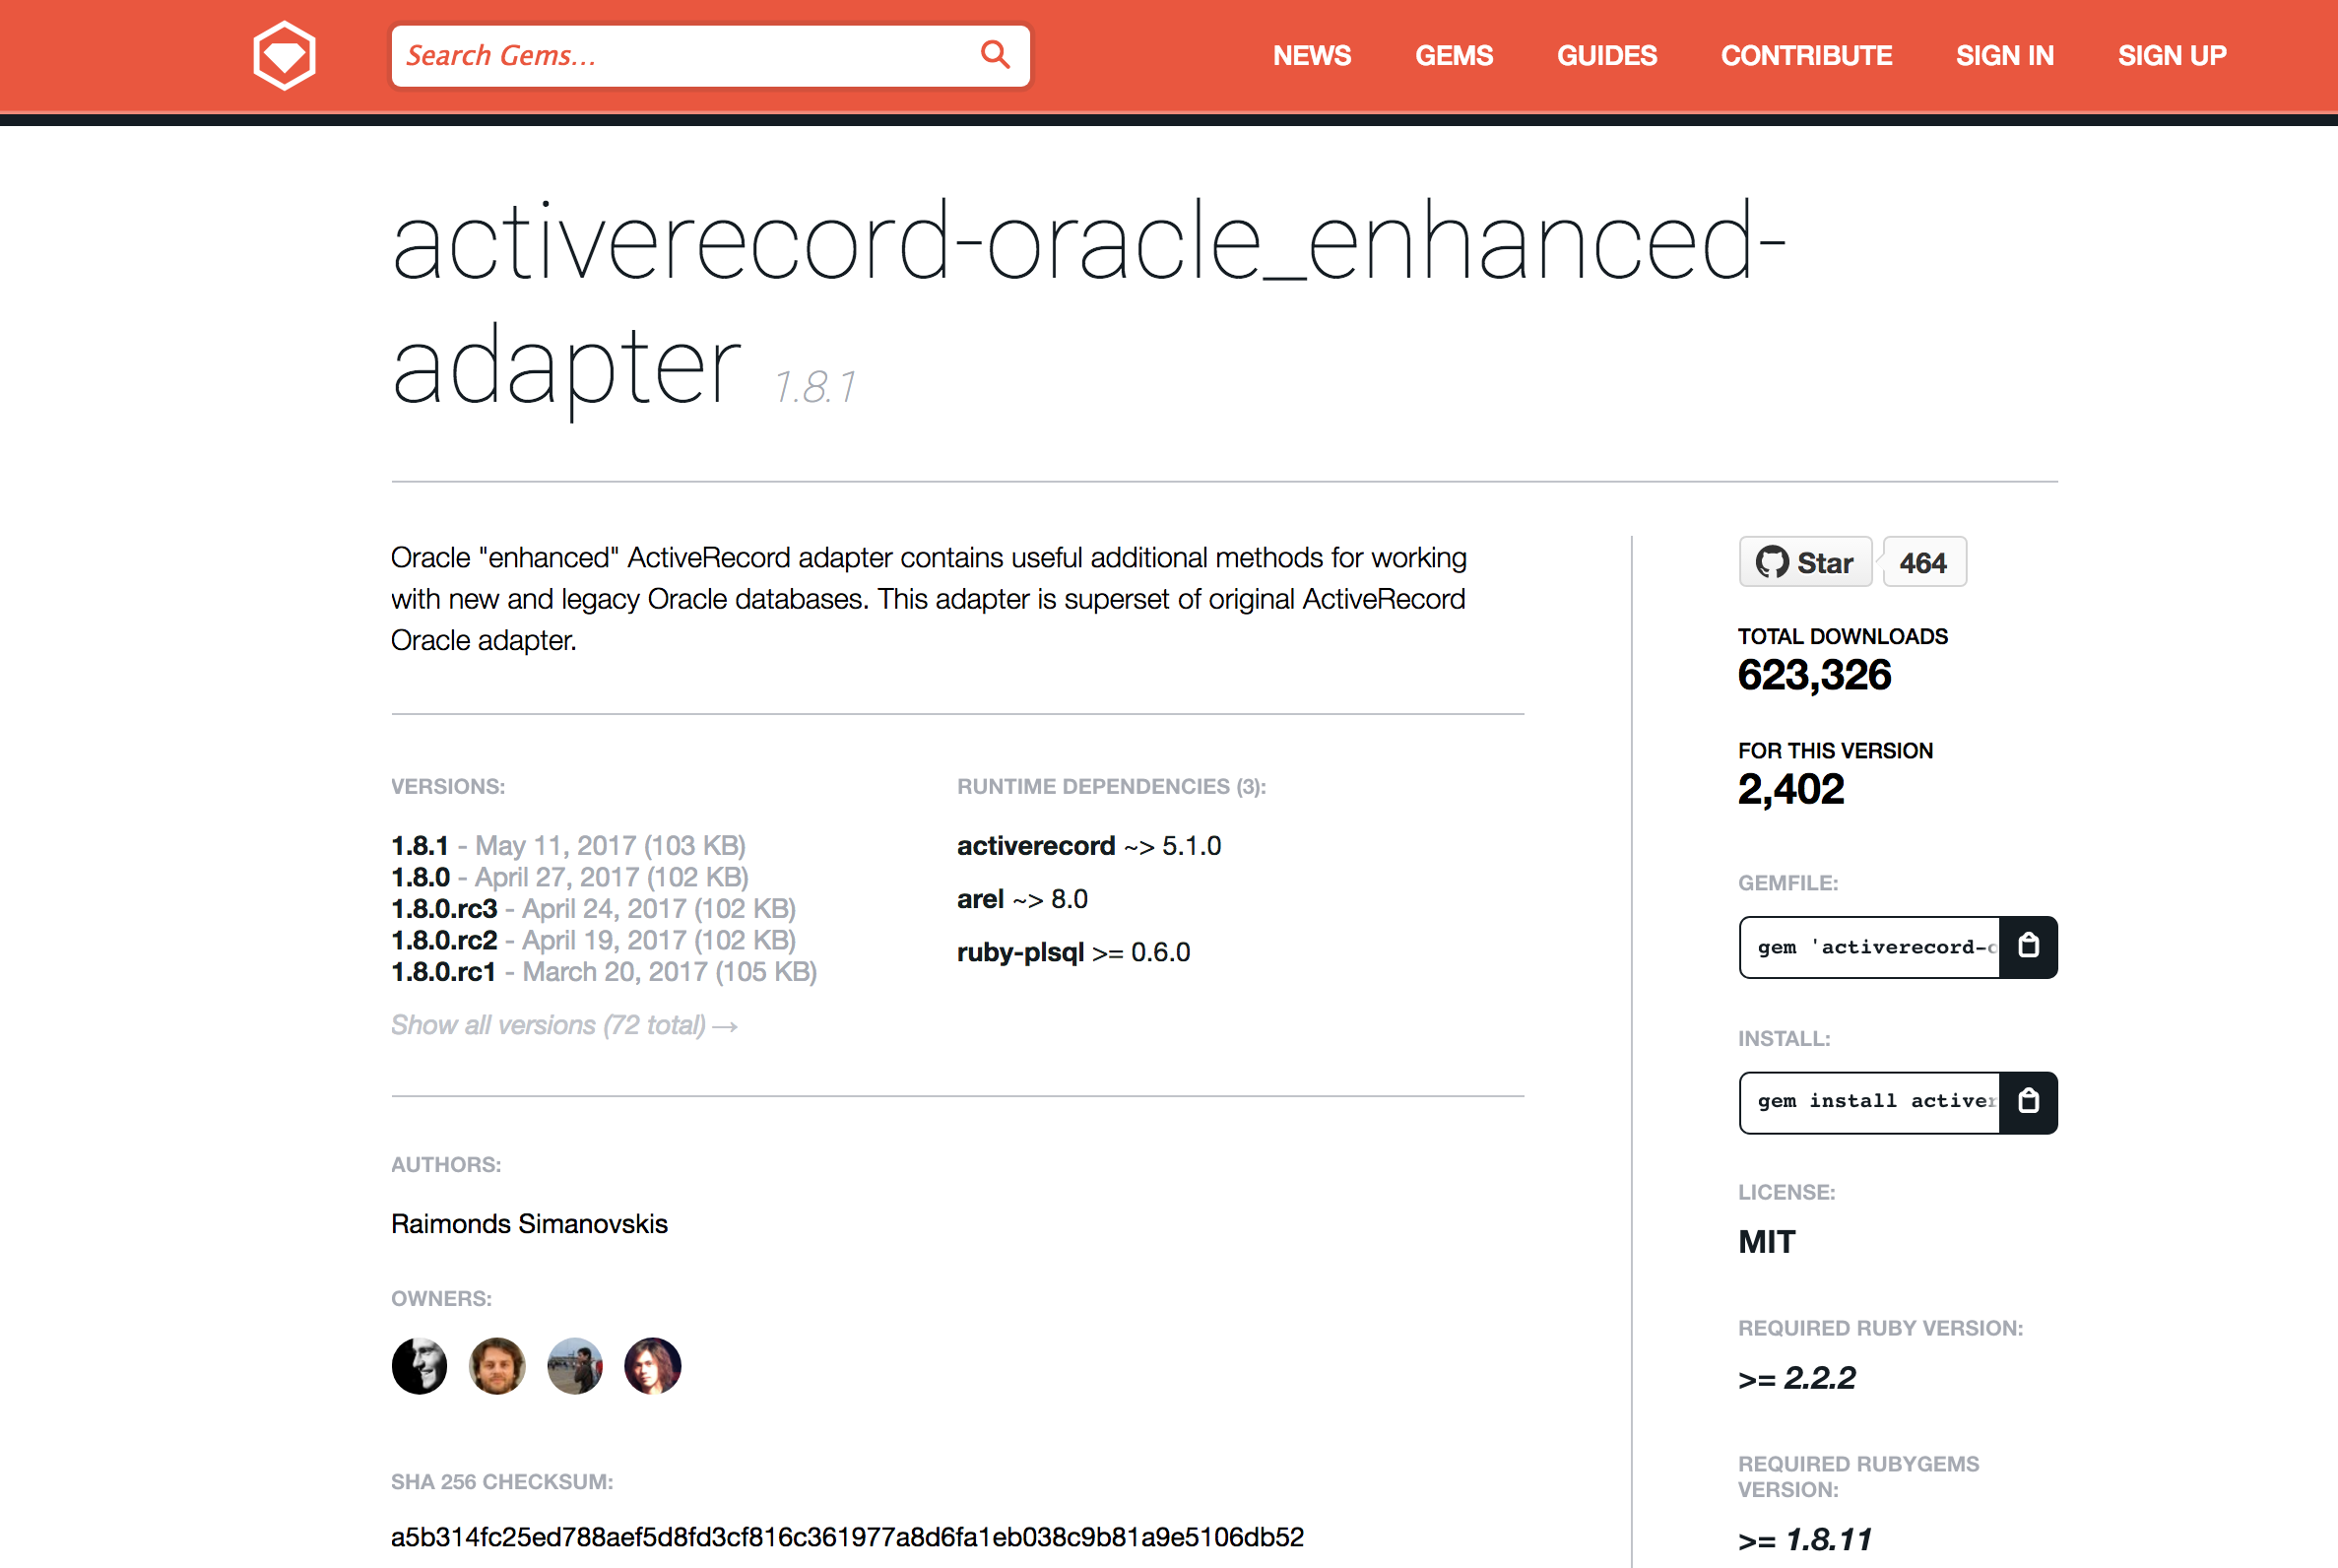 Search Gems...
NEWS GEMS GUIDES CONTRIBUTE SIGN IN SIGN UP
activerecord-oracle_enhanced-
adapter 1.8.1
Oracle "enhanced" ActiveRecord adapter contains useful additional methods for working
with new and legacy Oracle databases. This adapter is superset of original ActiveRecord
Oracle adapter.
VERSIONS:
1.8.1 - May 11, 2017 (103 KB)
1.8.0 - April 27, 2017 (102 KB)
1.8.0.rc3 - April 24, 2017 (102 KB)
1.8.0.rc2 - April 19, 2017 (102 KB)
1.8.0.rc1 - March 20, 2017 (105 KB)
Show all versions (72 total) →
RUNTIME DEPENDENCIES (3):
activerecord ~> 5.1.0
arel ~> 8.0
ruby-plsql >= 0.6.0
AUTHORS:
Raimonds Simanovskis
OWNERS:
SHA 256 CHECKSUM:
a5b314fc25ed788aef5d8fd3cf816c361977a8d6fa1eb038c9b81a9e5106db52
Star 464
TOTAL DOWNLOADS
623,326
FOR THIS VERSION
2,402
GEMFILE:
gem 'activerecord-o
INSTALL:
gem install activer
LICENSE:
MIT
REQUIRED RUBY VERSION:
>= 2.2.2
REQUIRED RUBYGEMS
VERSION:
>= 1.8.11